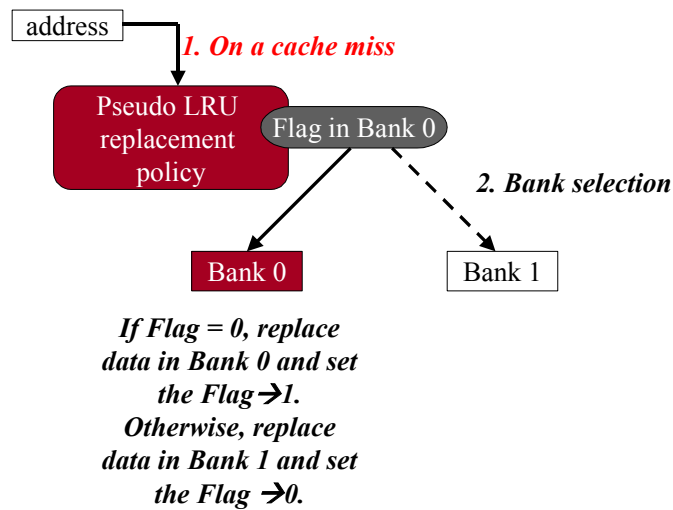 address
1. On a cache miss
Pseudo LRU
replacement
policy
Flag in Bank 0
2. Bank selection
Bank 0
Bank 1
If Flag = 0, replace
data in Bank 0 and set
the Flag→1.
Otherwise, replace
data in Bank 1 and set
the Flag →0.